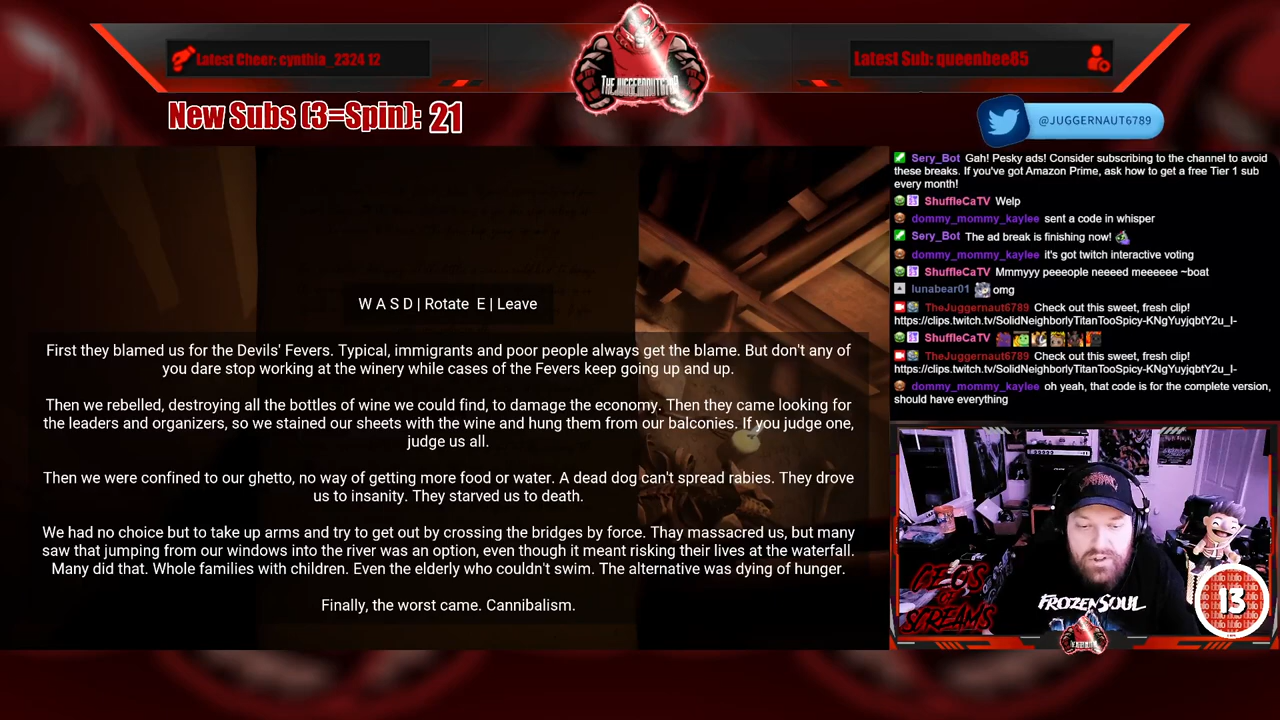 Latest Cheer: cynthia_2324 12
THEJUGGERNAUT6789
Latest Sub: queenbee85
New Subs (3=Spin): 21
@JUGGERNAUT6789
W A S D | Rotate E | Leave
First they blamed us for the Devils' Fevers. Typical, immigrants and poor people always get the blame. But don't any of
you dare stop working at the winery while cases of the Fevers keep going up and up.
Then we rebelled, destroying all the bottles of wine we could find, to damage the economy. Then they came looking for
the leaders and organizers, so we stained our sheets with the wine and hung them from our balconies. If you judge one,
judge us all.
Then we were confined to our ghetto, no way of getting more food or water. A dead dog can't spread rabies. They drove
us to insanity. They starved us to death.
We had no choice but to take up arms and try to get out by crossing the bridges by force. Thay massacred us, but many
saw that jumping from our windows into the river was an option, even though it meant risking their lives at the waterfall.
Many did that. Whole families with children. Even the elderly who couldn't swim. The alternative was dying of hunger.
Finally, the worst came. Cannibalism.
Sery_Bot Gah! Pesky ads! Consider subscribing to the channel to avoid
these breaks. If you've got Amazon Prime, ask how to get a free Tier 1 sub
every month!
ShuffleCaTV Welp
dommy_mommy_kaylee sent a code in whisper
Sery_Bot The ad break is finishing now!
dommy_mommy_kaylee it's got twitch interactive voting
ShuffleCaTV Mmmyyy peeeople neeeed meeeeee ~boat
lunabear01 omg
TheJuggernaut6789 Check out this sweet, fresh clip!
https://clips.twitch.tv/SolidNeighborlyTitanTooSpicy-KNgYuyjqbtY2u_I-
ShuffleCaTV
TheJuggernaut6789 Check out this sweet, fresh clip!
https://clips.twitch.tv/SolidNeighborlyTitanTooSpicy-KNgYuyjqbtY2u_I-
dommy_mommy_kaylee oh yeah, that code is for the complete version,
should have everything
OF
SCREAMS
FROZEN SOUL
13